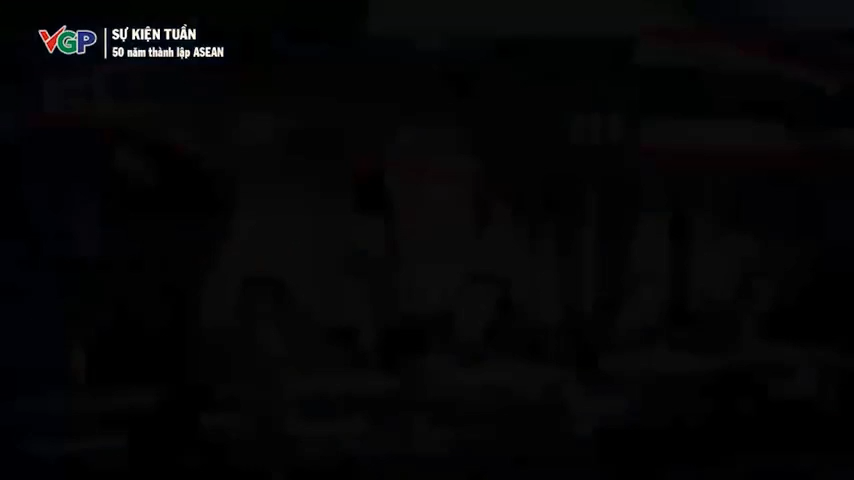 VGP
SỰ KIỆN TUẦN
50 năm thành lập ASEAN